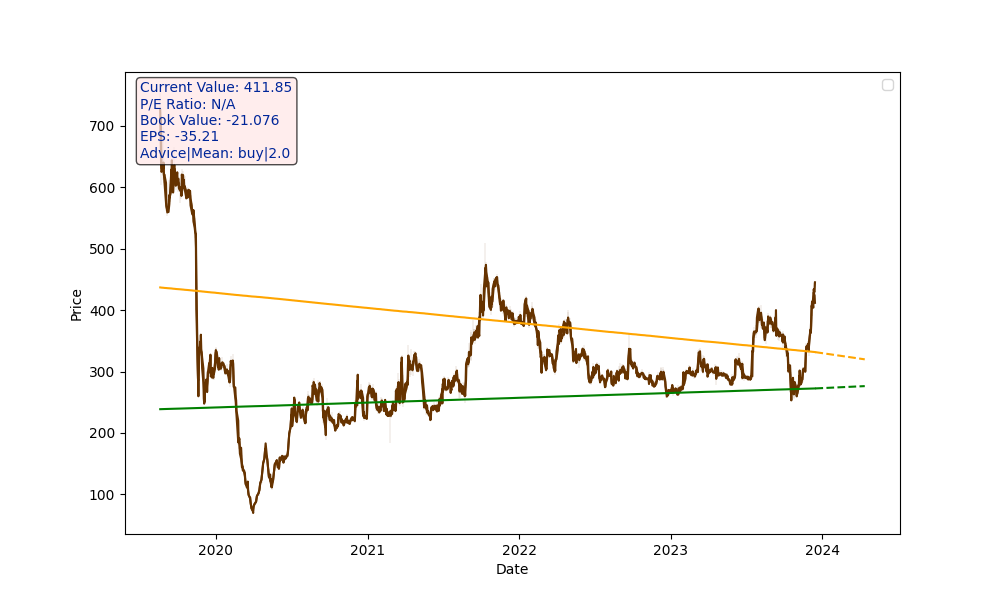 Current Value: 411.85
P/E Ratio: N/A
Book Value: -21.076
EPS: -35.21
Advice|Mean: buy|2.0
700
600
500
400
300
200
100
Price
2020 2021 2022 2023 2024
Date